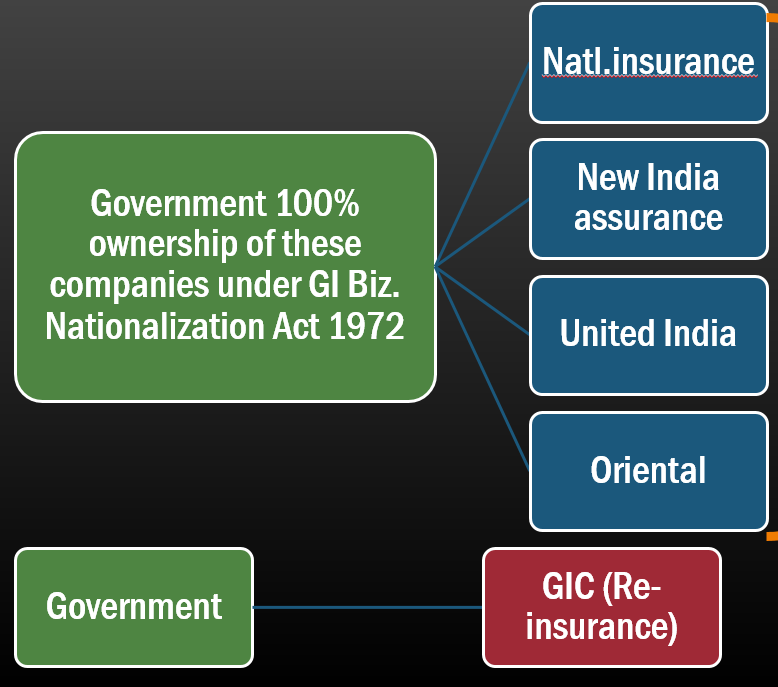 Government 100%
ownership of these
companies under GI Biz.
Nationalization Act 1972
Natl.insurance
New India
assurance
United India
Oriental
Government
GIC (Re-
insurance)